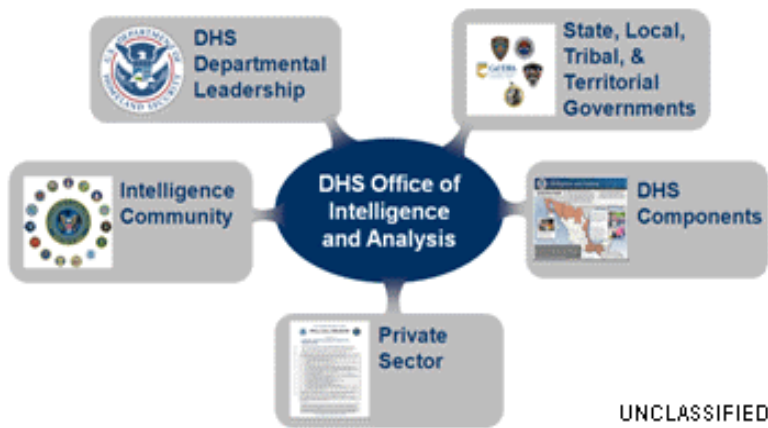 DHS
Departmental
Leadership
State, Local,
Tribal, &
Territorial
Governments
Intelligence
Community
DHS Office of
Intelligence
and Analysis
DHS
Components
Private
Sector
UNCLASSIFIED